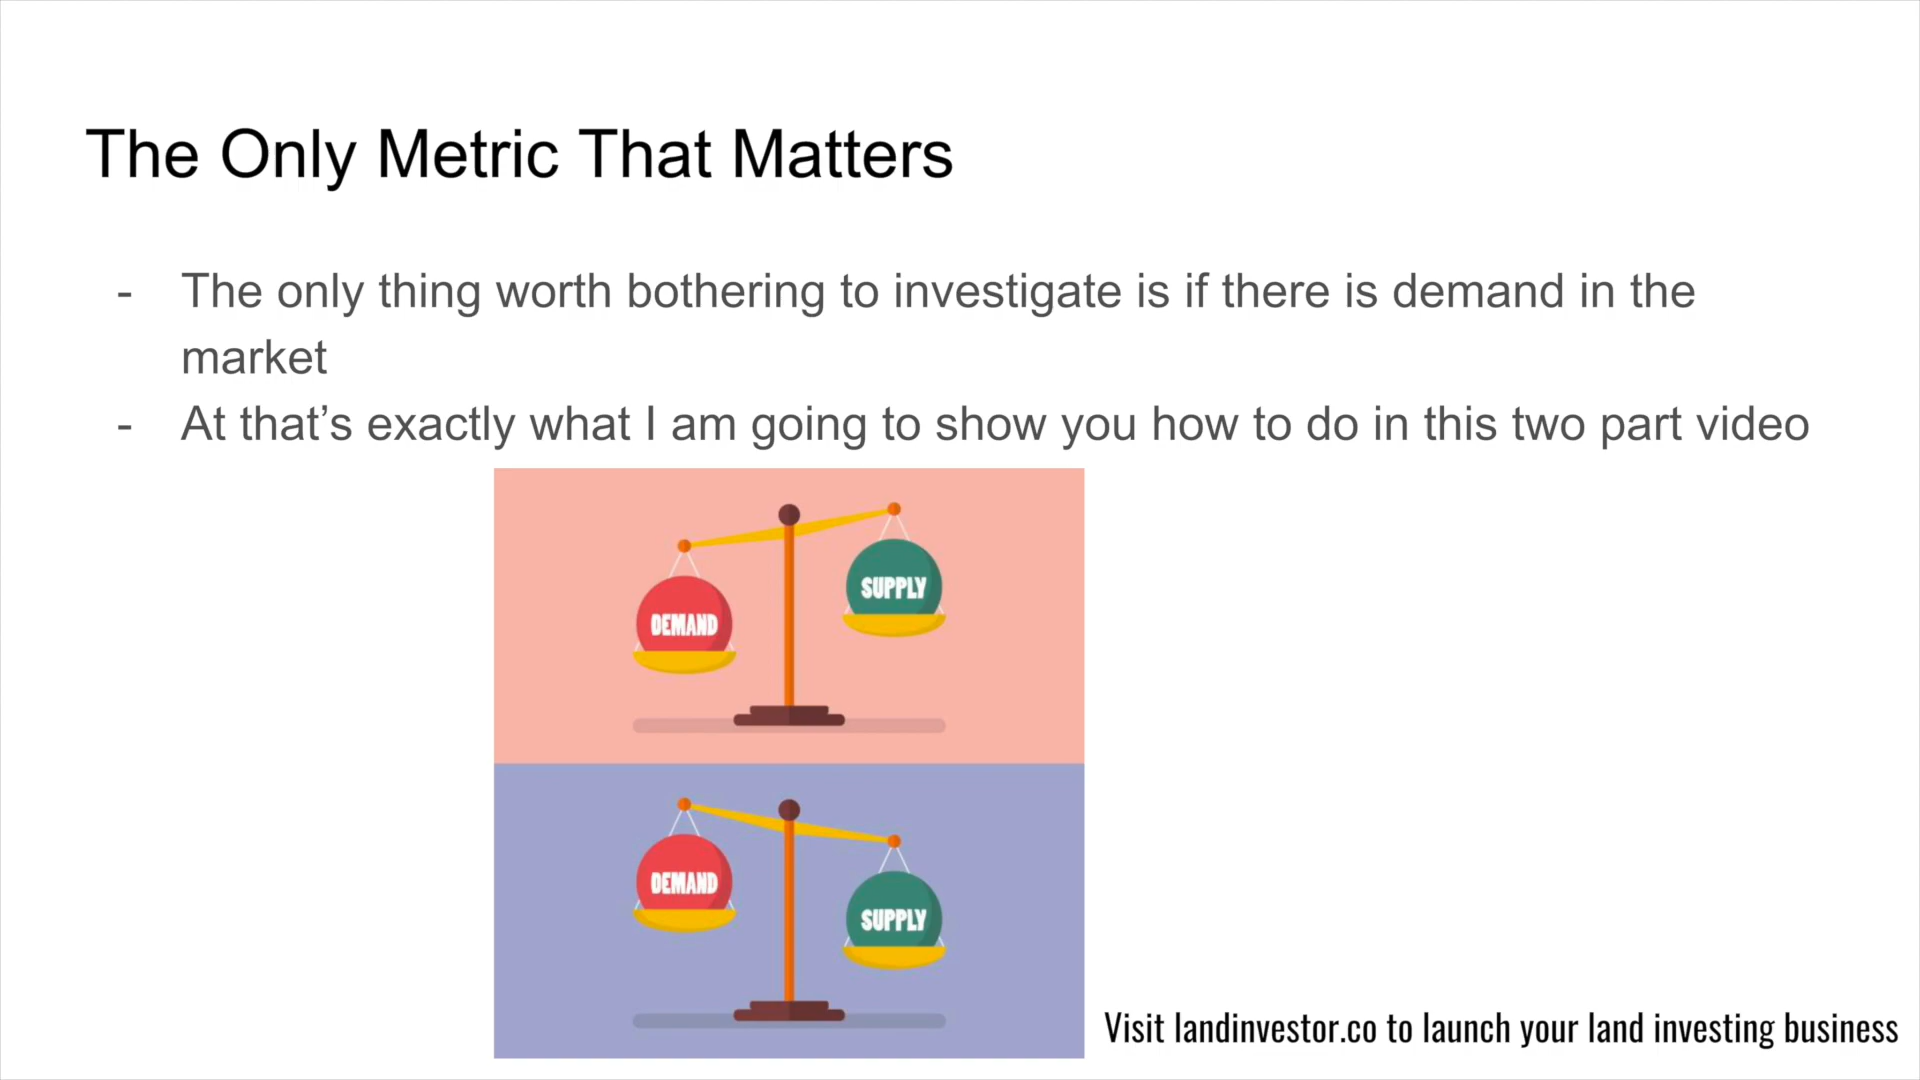 The Only Metric That Matters
- The only thing worth bothering to investigate is if there is demand in the
market
- At that’s exactly what I am going to show you how to do in this two part video
SUPPLY
DEMAND
DEMAND
SUPPLY
Visit landinvestor.co to launch your land investing business